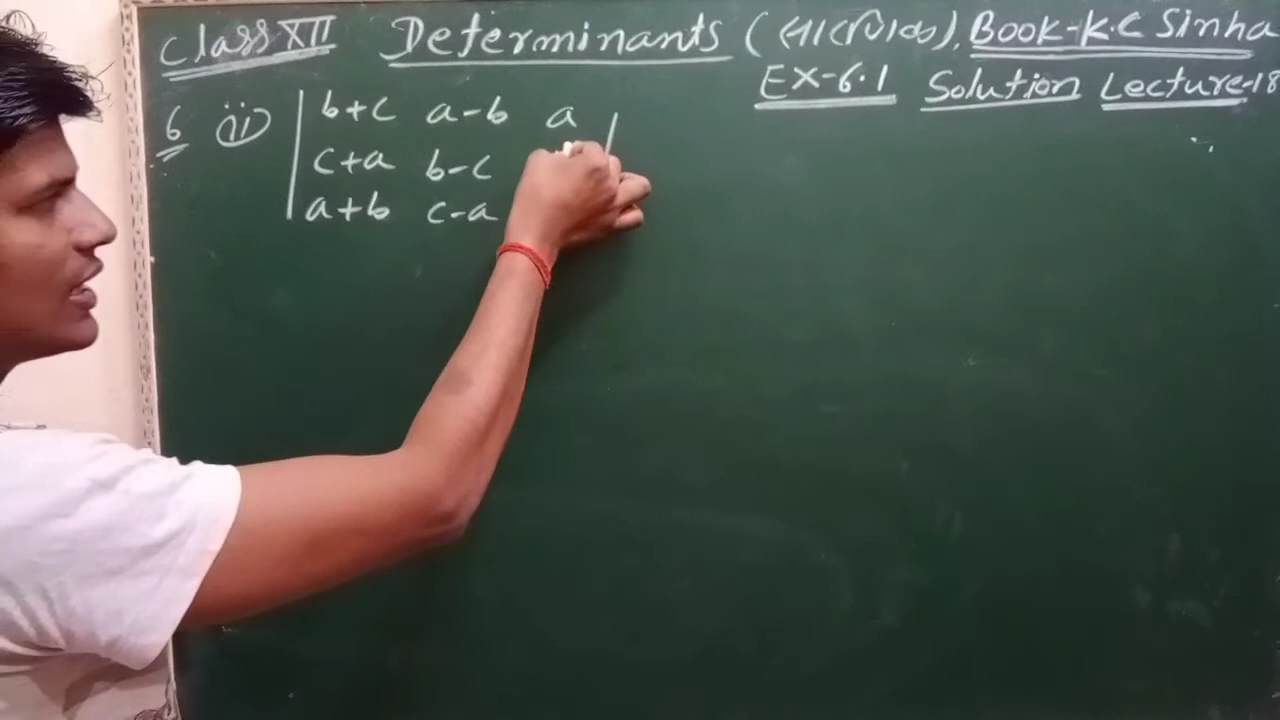 Class XII Determinants (सारणिक). Book-K.C Sinha
EX-6.1 Solution Lecture-18
6 (ii) | b+c a-b a |
c+a b-c
a+b c-a